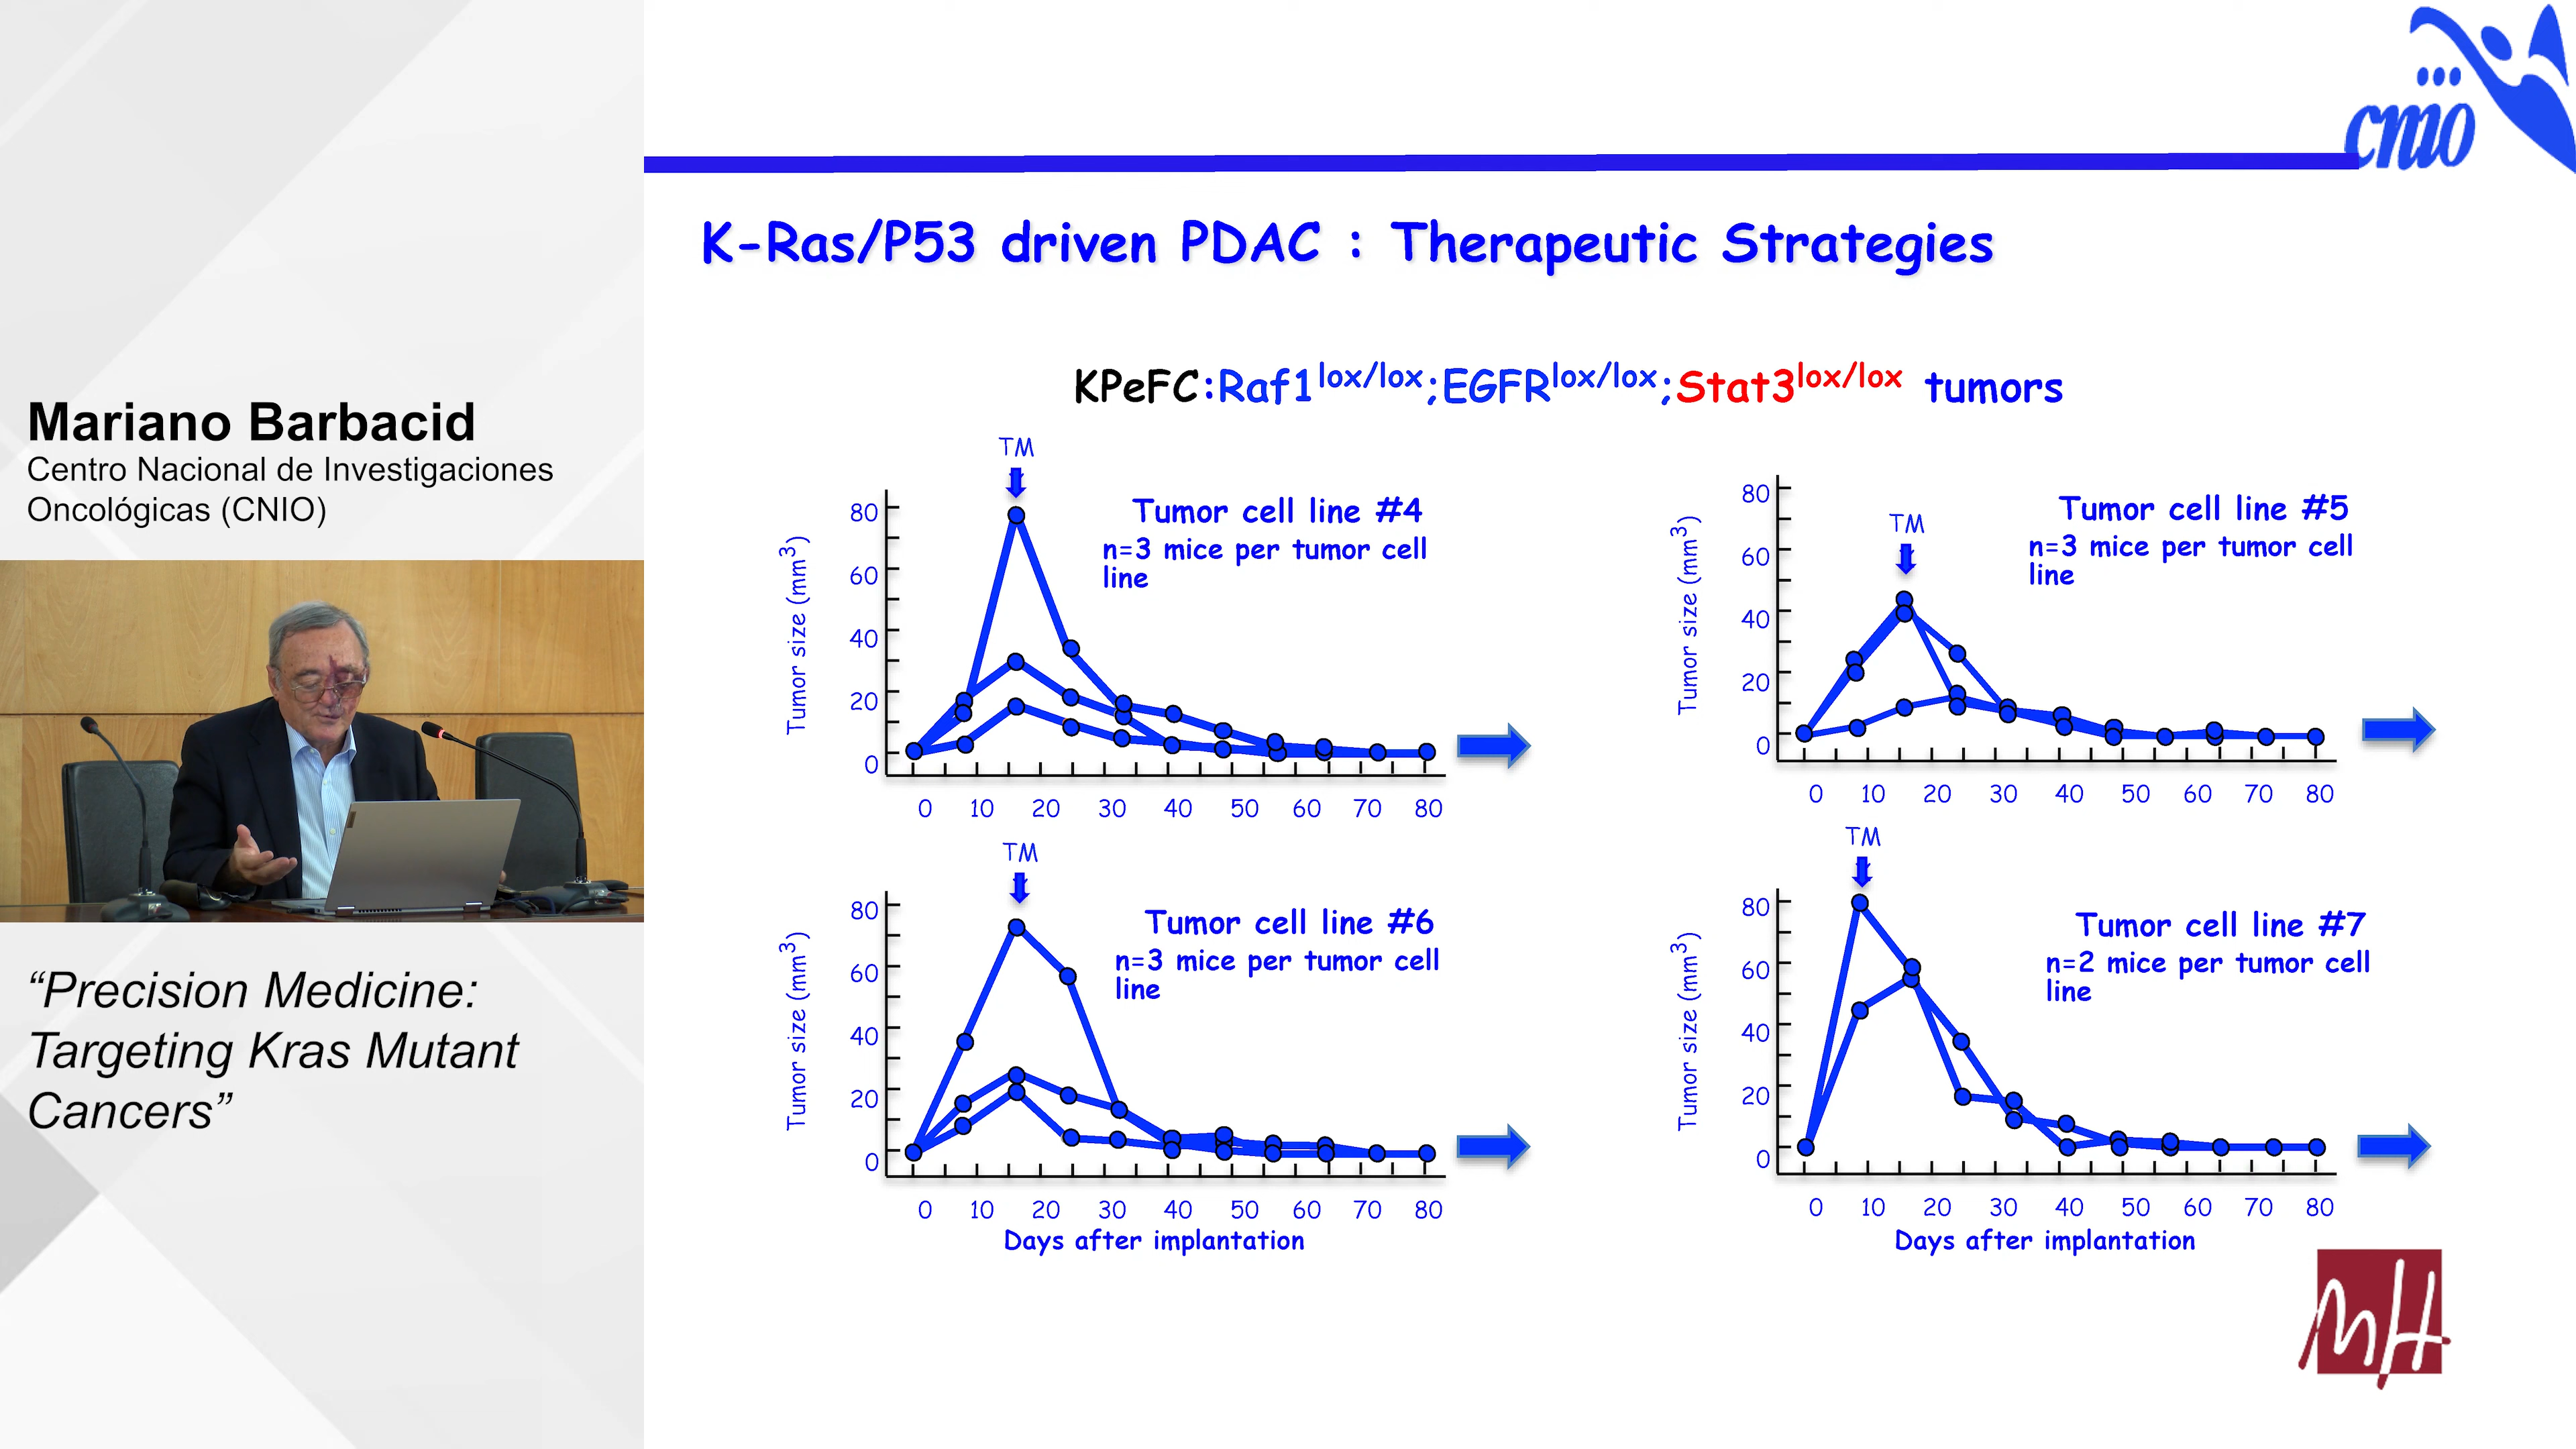 Mariano Barbacid
Centro Nacional de Investigaciones
Oncológicas (CNIO)
“Precision Medicine:
Targeting Kras Mutant
Cancers”
cnio
K-Ras/P53 driven PDAC : Therapeutic Strategies
KPeFC:Raf1lox/lox;EGFRlox/lox;Stat3lox/lox tumors
TM
Tumor cell line #4
n=3 mice per tumor cell
line
Tumor size (mm3)
80
60
40
20
0
0 10 20 30 40 50 60 70 80
TM
Tumor cell line #5
n=3 mice per tumor cell
line
Tumor size (mm3)
80
60
40
20
0
0 10 20 30 40 50 60 70 80
TM
Tumor cell line #6
n=3 mice per tumor cell
line
Tumor size (mm3)
80
60
40
20
0
0 10 20 30 40 50 60 70 80
Days after implantation
TM
Tumor cell line #7
n=2 mice per tumor cell
line
Tumor size (mm3)
80
60
40
20
0
0 10 20 30 40 50 60 70 80
Days after implantation
MH